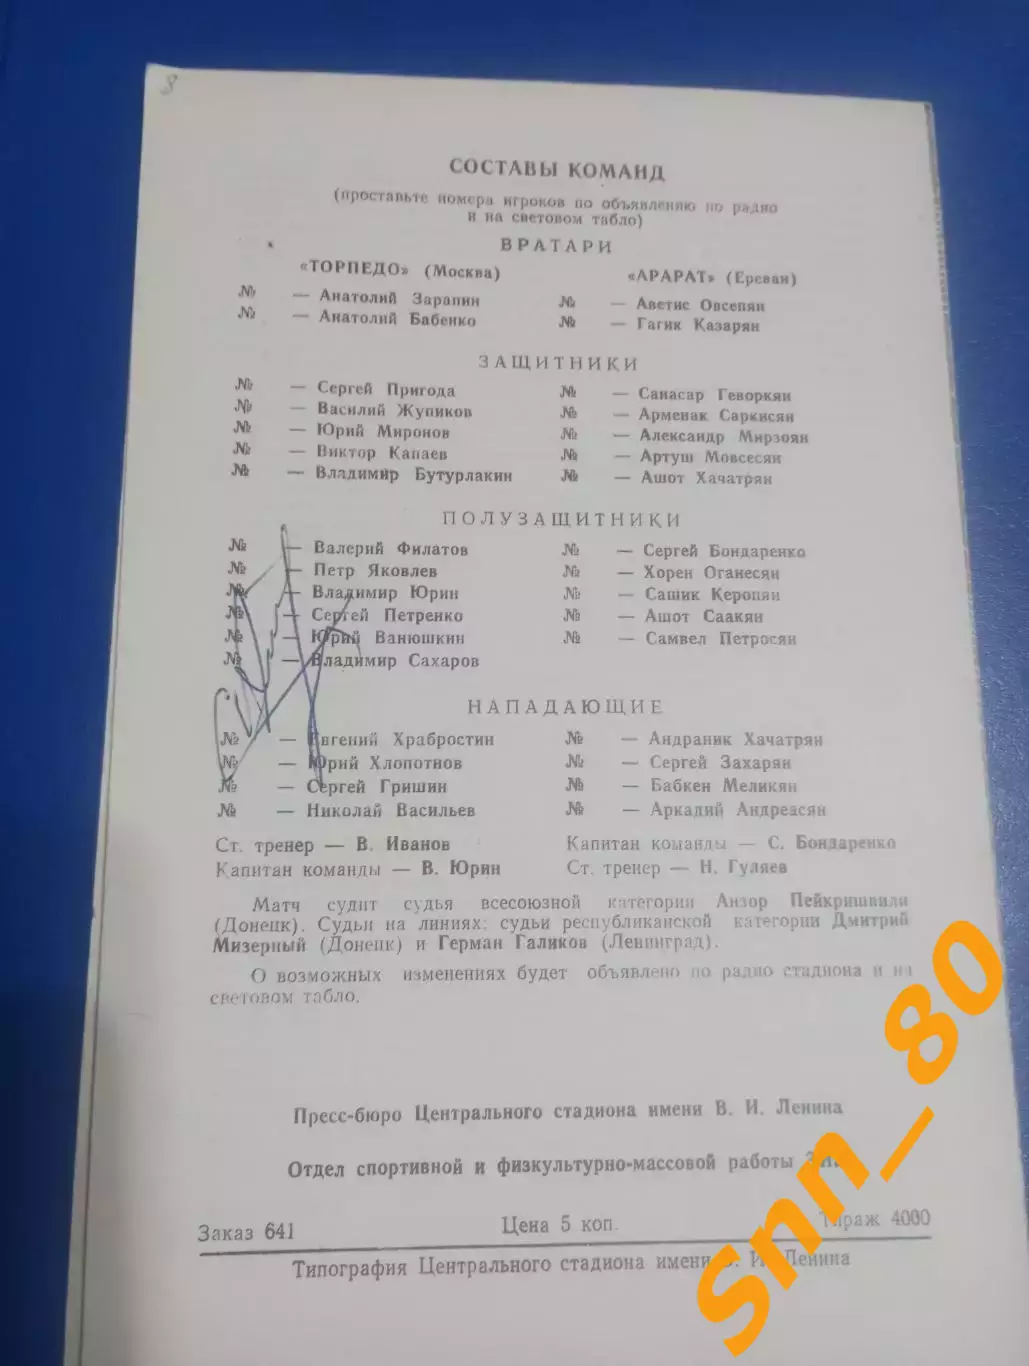 8
СОСТАВЫ КОМАНД
(проставьте номера игроков по объявлению по радио
и на световом табло)
ВРАТАРИ
«ТОРПЕДО» (Москва) «АРАРАТ» (Ереван)
№ — Анатолий Зарапин № — Аветис Овсепян
№ — Анатолий Бабенко № — Гагик Казарян
ЗАЩИТНИКИ
№ — Сергей Пригода № — Санасар Геворкян
№ — Василий Жупиков № — Арменак Саркисян
№ — Юрий Миронов № — Александр Мирзоян
№ — Виктор Капаев № — Артуш Мовсесян
№ — Владимир Бутурлакин № — Ашот Хачатрян
ПОЛУЗАЩИТНИКИ
№ — Валерий Филатов № — Сергей Бондаренко
№ — Петр Яковлев № — Хорен Оганесян
№ — Владимир Юрин № — Сашик Керопян
№ — Сергей Петренко № — Ашот Саакян
№ — Юрий Ванюшкин № — Самвел Петросян
№ — Владимир Сахаров
НАПАДАЮЩИЕ
№ — Евгений Храбростин № — Андраник Хачатрян
№ — Юрий Хлопотнов № — Сергей Захарян
№ — Сергей Гришин № — Бабкен Меликян
№ — Николай Васильев № — Аркадий Андреасян
Ст. тренер — В. Иванов Капитан команды — С. Бондаренко
Капитан команды — В. Юрин Ст. тренер — Н. Гуляев
Матч судит судья всесоюзной категории Анзор Пейкришвили
(Донецк). Судьи на линиях: судьи республиканской категории Дмитрий
Мизерный (Донецк) и Герман Галиков (Ленинград).
О возможных изменениях будет объявлено по радио стадиона и на
световом табло.
Пресс-бюро Центрального стадиона имени В. И. Ленина
Отдел спортивной и физкультурно-массовой работы
Заказ 641 Цена 5 коп. Тираж 4000
Типография Центрального стадиона имени В. И. Ленина
snn_80